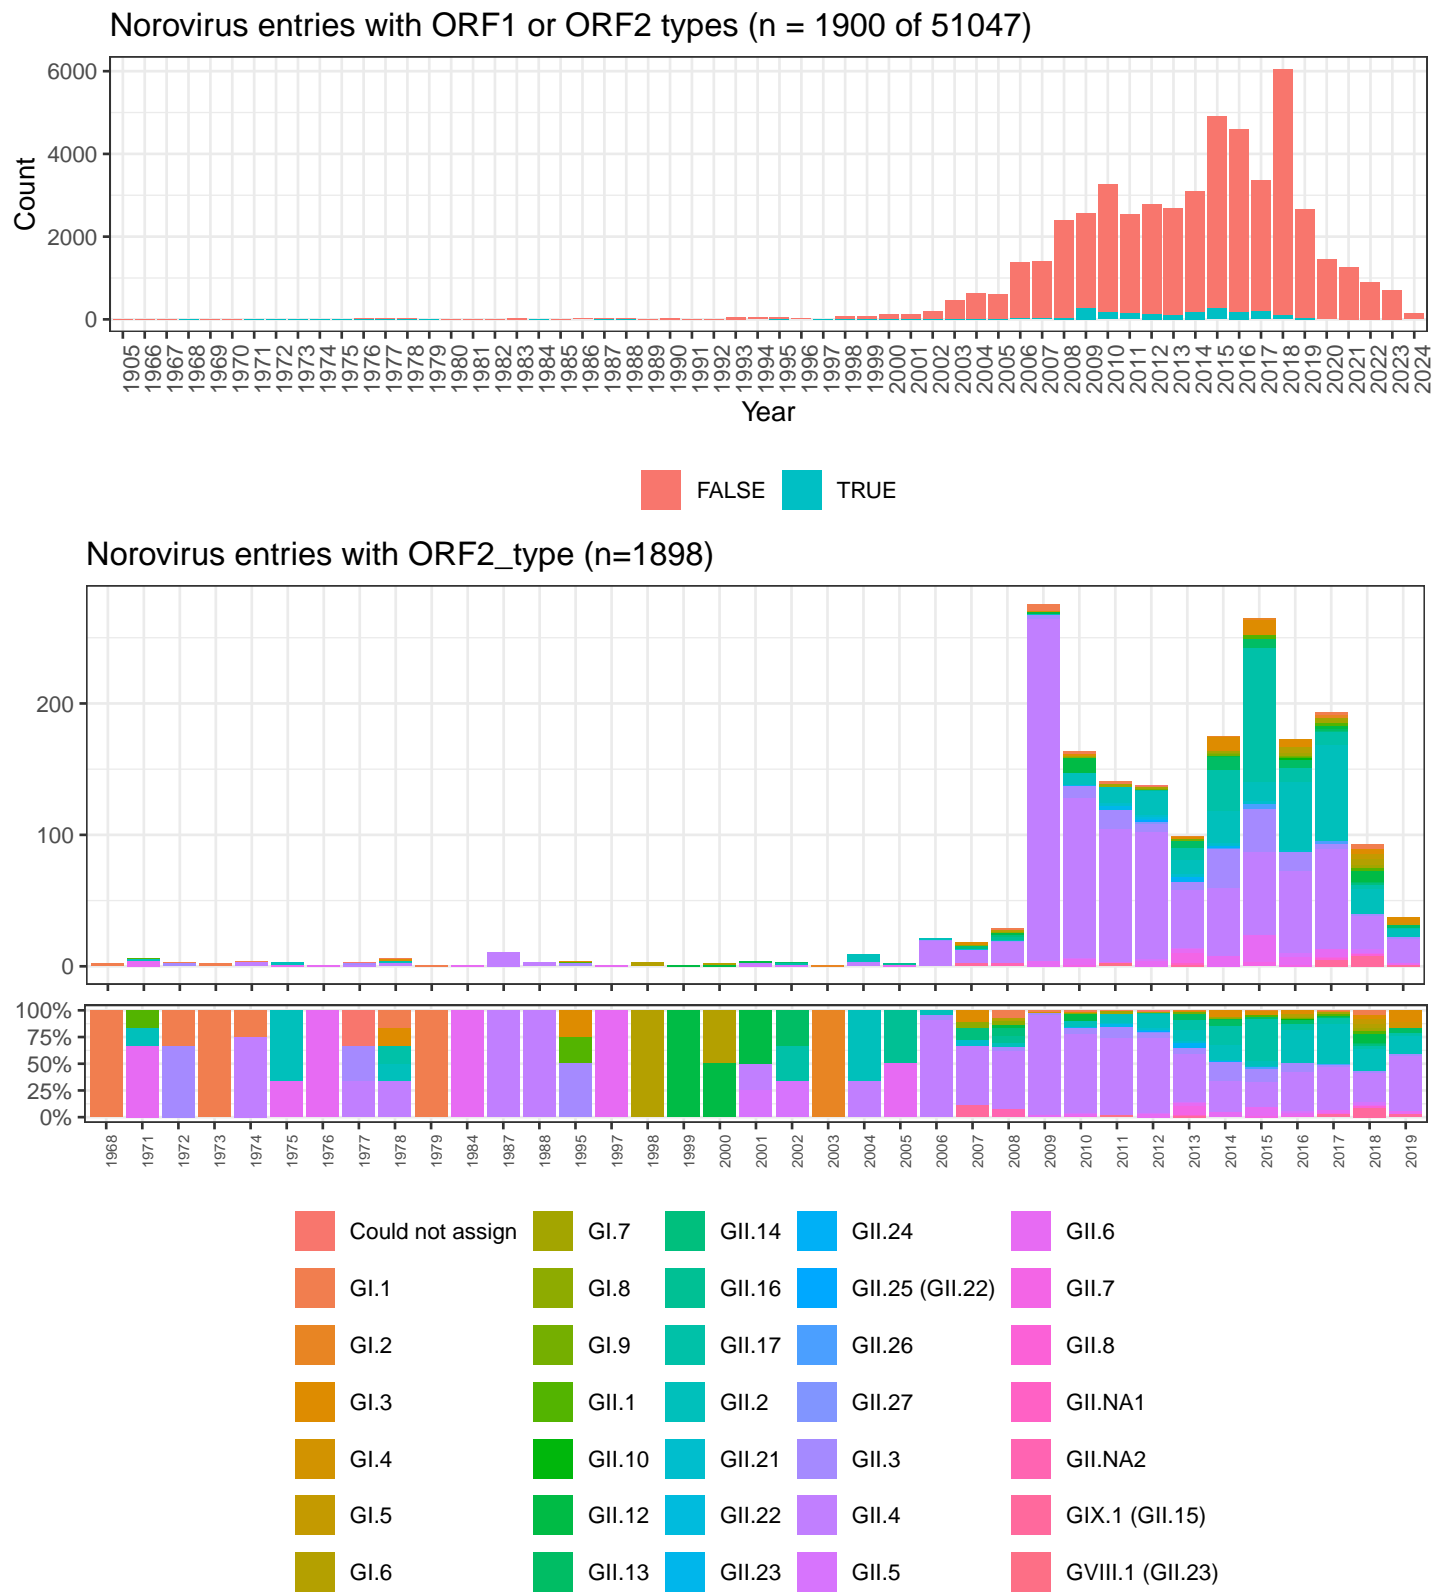 Norovirus entries with ORF1 or ORF2 types (n = 1900 of 51047)
6000
4000
2000
0
Count
1905 1966 1967 1968 1969 1970 1971 1972 1973 1974 1975 1976 1977 1978 1979 1980 1981 1982 1983 1984 1985 1986 1987 1988 1989 1990 1991 1992 1993 1994 1995 1996 1997 1998 1999 2000 2001 2002 2003 2004 2005 2006 2007 2008 2009 2010 2011 2012 2013 2014 2015 2016 2017 2018 2019 2020 2021 2022 2023 2024
Year
FALSE TRUE
Norovirus entries with ORF2_type (n=1898)
200
100
0
100%
75%
50%
25%
0%
1968 1971 1972 1973 1974 1975 1976 1977 1978 1979 1984 1987 1988 1995 1997 1998 1999 2000 2001 2002 2003 2004 2005 2006 2007 2008 2009 2010 2011 2012 2013 2014 2015 2016 2017 2018 2019
Could not assign GI.7 GII.14 GII.24 GII.6
GI.1 GI.8 GII.16 GII.25 (GII.22) GII.7
GI.2 GI.9 GII.17 GII.26 GII.8
GI.3 GII.1 GII.2 GII.27 GII.NA1
GI.4 GII.10 GII.21 GII.3 GII.NA2
GI.5 GII.12 GII.22 GII.4 GIX.1 (GII.15)
GI.6 GII.13 GII.23 GII.5 GVIII.1 (GII.23)